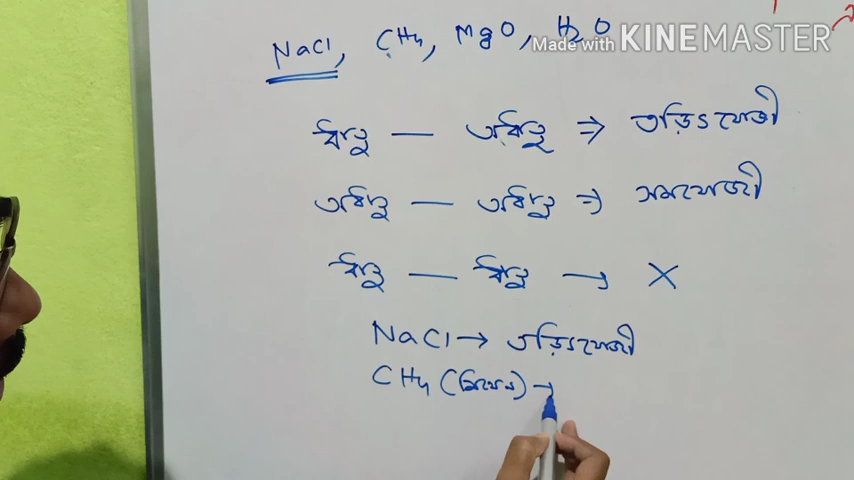 NaCl, CH4, MgO, H2O
Made with KINEMASTER
ধাতু — অধাতু ⇒ তড়িৎযোজী
অধাতু — অধাতু ⇒ সমযোজী
ধাতু — ধাতু → X
NaCl → তড়িৎযোজী
CH4 (মিথেন) →